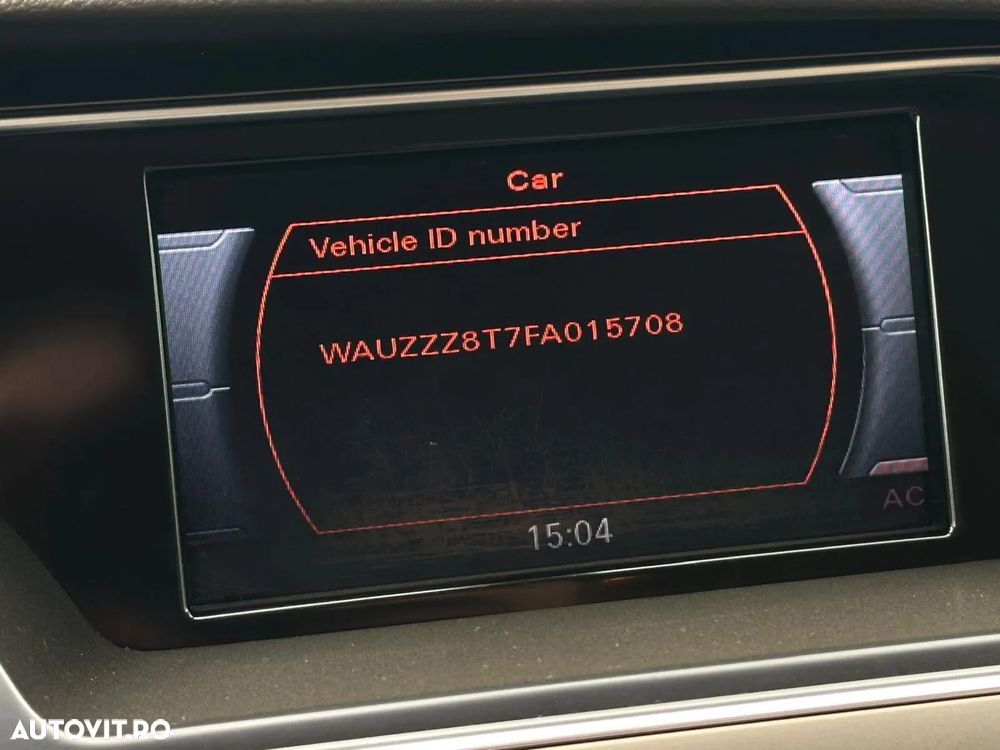 Car
Vehicle ID number
WAUZZZ8T7FA015708
15:04
AC
AUTOVIT.RO